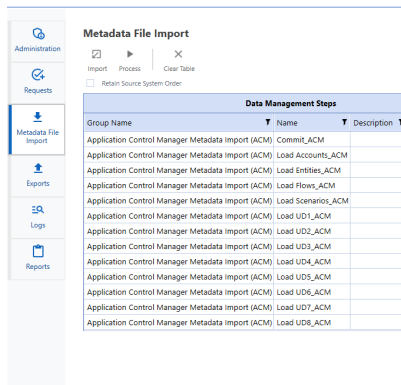 Metadata File Import
Administration
Import Process Clear Table
Retain Source System Order
Requests
Data Management Steps
Group Name Name Description
Metadata File
Import
Application Control Manager Metadata Import (ACM) Commit_ACM
Application Control Manager Metadata Import (ACM) Load Accounts_ACM
Application Control Manager Metadata Import (ACM) Load Entities_ACM
Application Control Manager Metadata Import (ACM) Load Flows_ACM
Application Control Manager Metadata Import (ACM) Load Scenarios_ACM
Application Control Manager Metadata Import (ACM) Load UD1_ACM
Application Control Manager Metadata Import (ACM) Load UD2_ACM
Application Control Manager Metadata Import (ACM) Load UD3_ACM
Application Control Manager Metadata Import (ACM) Load UD4_ACM
Application Control Manager Metadata Import (ACM) Load UD5_ACM
Application Control Manager Metadata Import (ACM) Load UD6_ACM
Application Control Manager Metadata Import (ACM) Load UD7_ACM
Application Control Manager Metadata Import (ACM) Load UD8_ACM
Exports
Logs
Reports